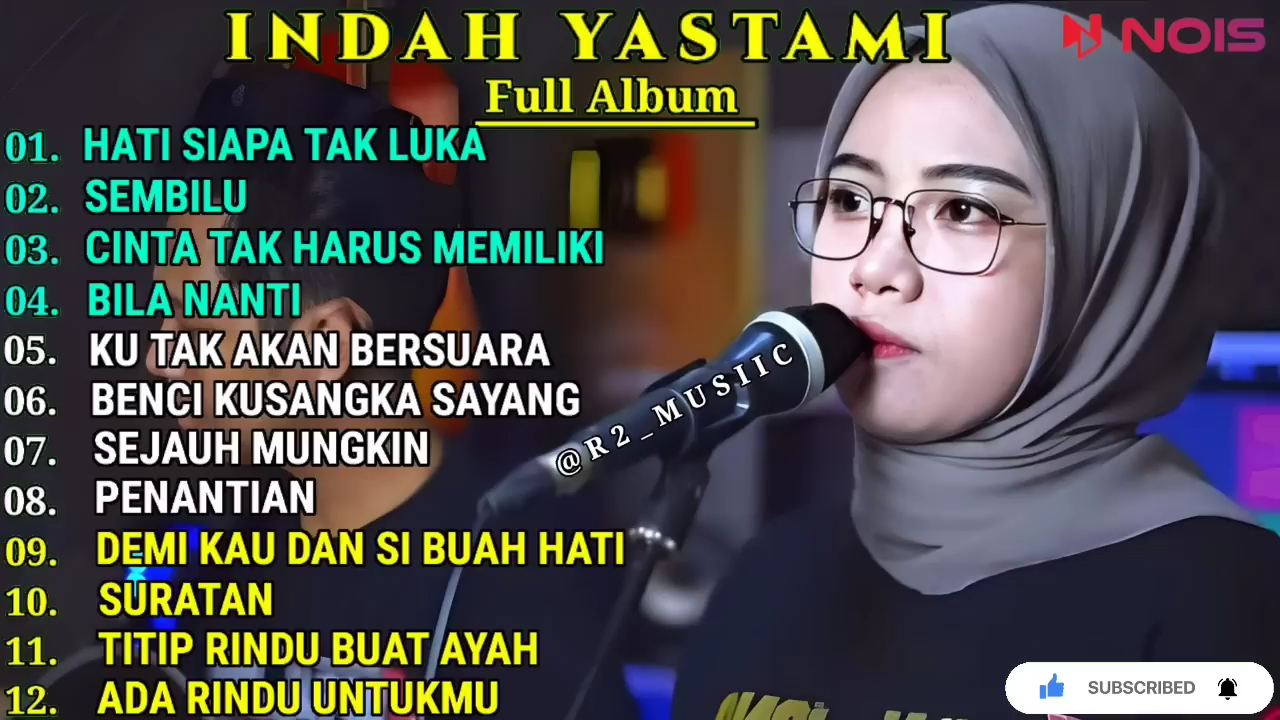 INDAH YASTAMI
NOIS
Full Album
01. HATI SIAPA TAK LUKA
02. SEMBILU
03. CINTA TAK HARUS MEMILIKI
04. BILA NANTI
05. KU TAK AKAN BERSUARA
06. BENCI KUSANGKA SAYANG
07. SEJAUH MUNGKIN
08. PENANTIAN
09. DEMI KAU DAN SI BUAH HATI
10. SURATAN
11. TITIP RINDU BUAT AYAH
12. ADA RINDU UNTUKMU
@R2_MUSIIC
SUBSCRIBED